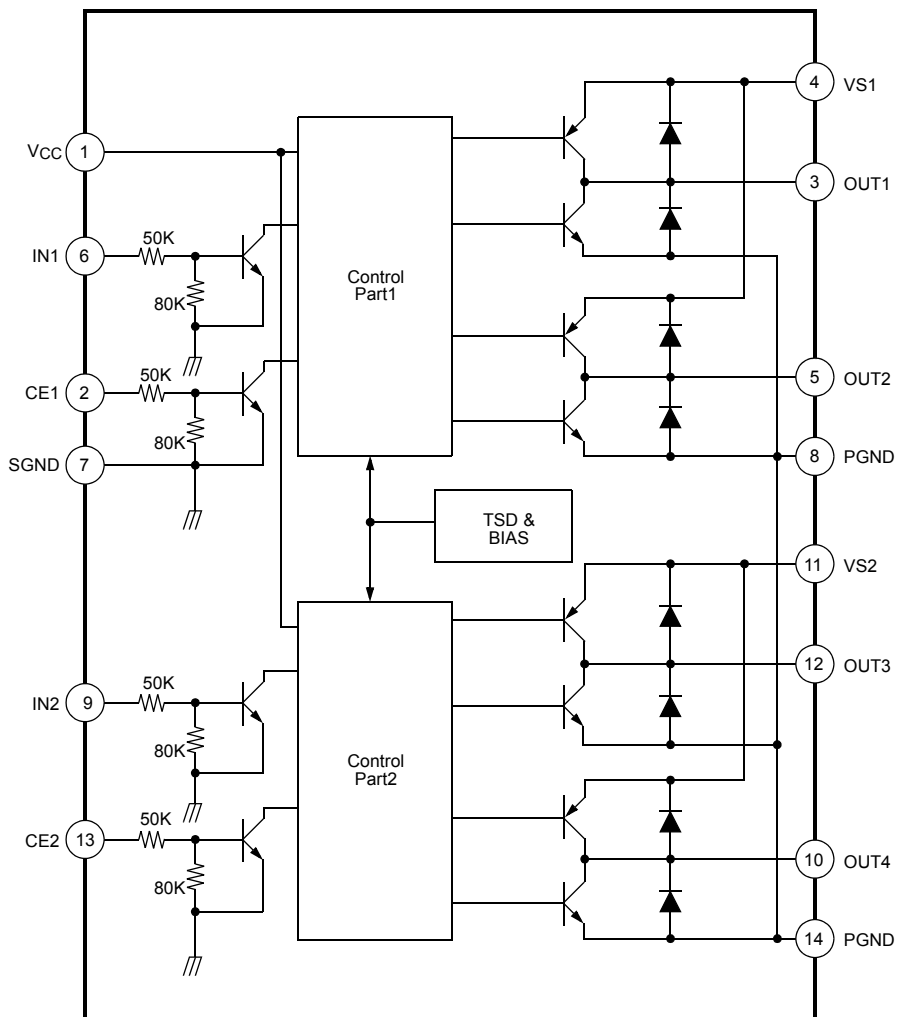 4 VS1
VCC 1
3 OUT1
50K
IN1 6
80K
Control
Part1
50K
CE1 2
5 OUT2
80K
SGND 7
8 PGND
TSD &
BIAS
11 VS2
12 OUT3
50K
IN2 9
80K
Control
Part2
50K
CE2 13
10 OUT4
80K
14 PGND